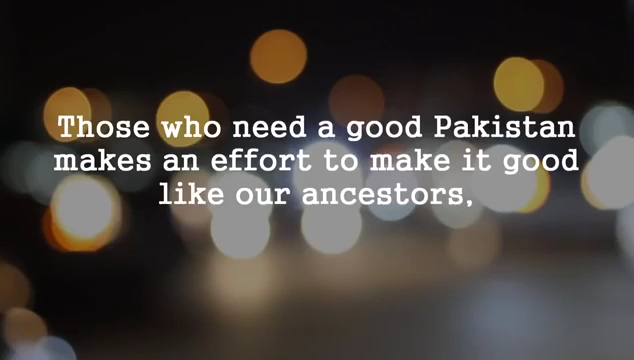 Those who need a good Pakistan
makes an effort to make it good
like our ancestors,